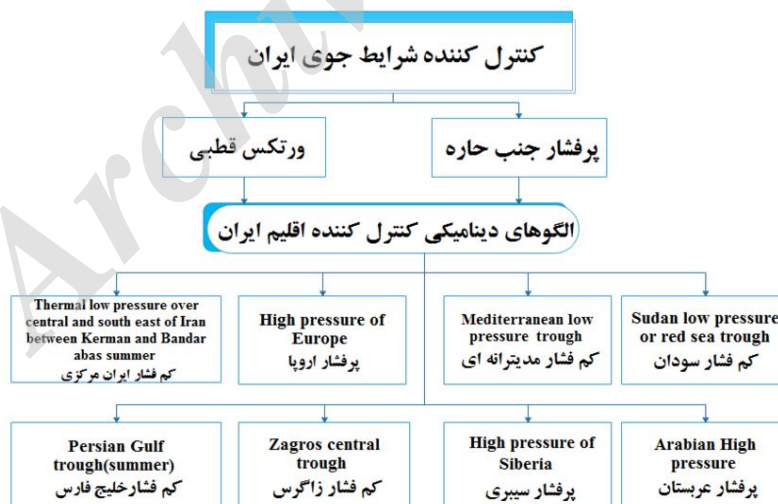 کنترل کننده شرایط جوی ایران
پرفشار جنب حاره
ورتکس قطبی
الگوهای دینامیکی کنترل کننده اقلیم ایران
Thermal low pressure over
central and south east of Iran
between Kerman and Bandar
abas summer
کم فشار ایران مرکزی
High pressure of
Europe
پرفشار اروپا
Mediterranean low
pressure trough
کم فشار مدیترانه ای
Sudan low pressure
or red sea trough
کم فشار سودان
Persian Gulf
trough(summer)
کم فشارخلیج فارس
Zagros central
trough
کم فشار زاگرس
High pressure of
Siberia
پرفشار سیبری
Arabian High
pressure
پرفشار عربستان